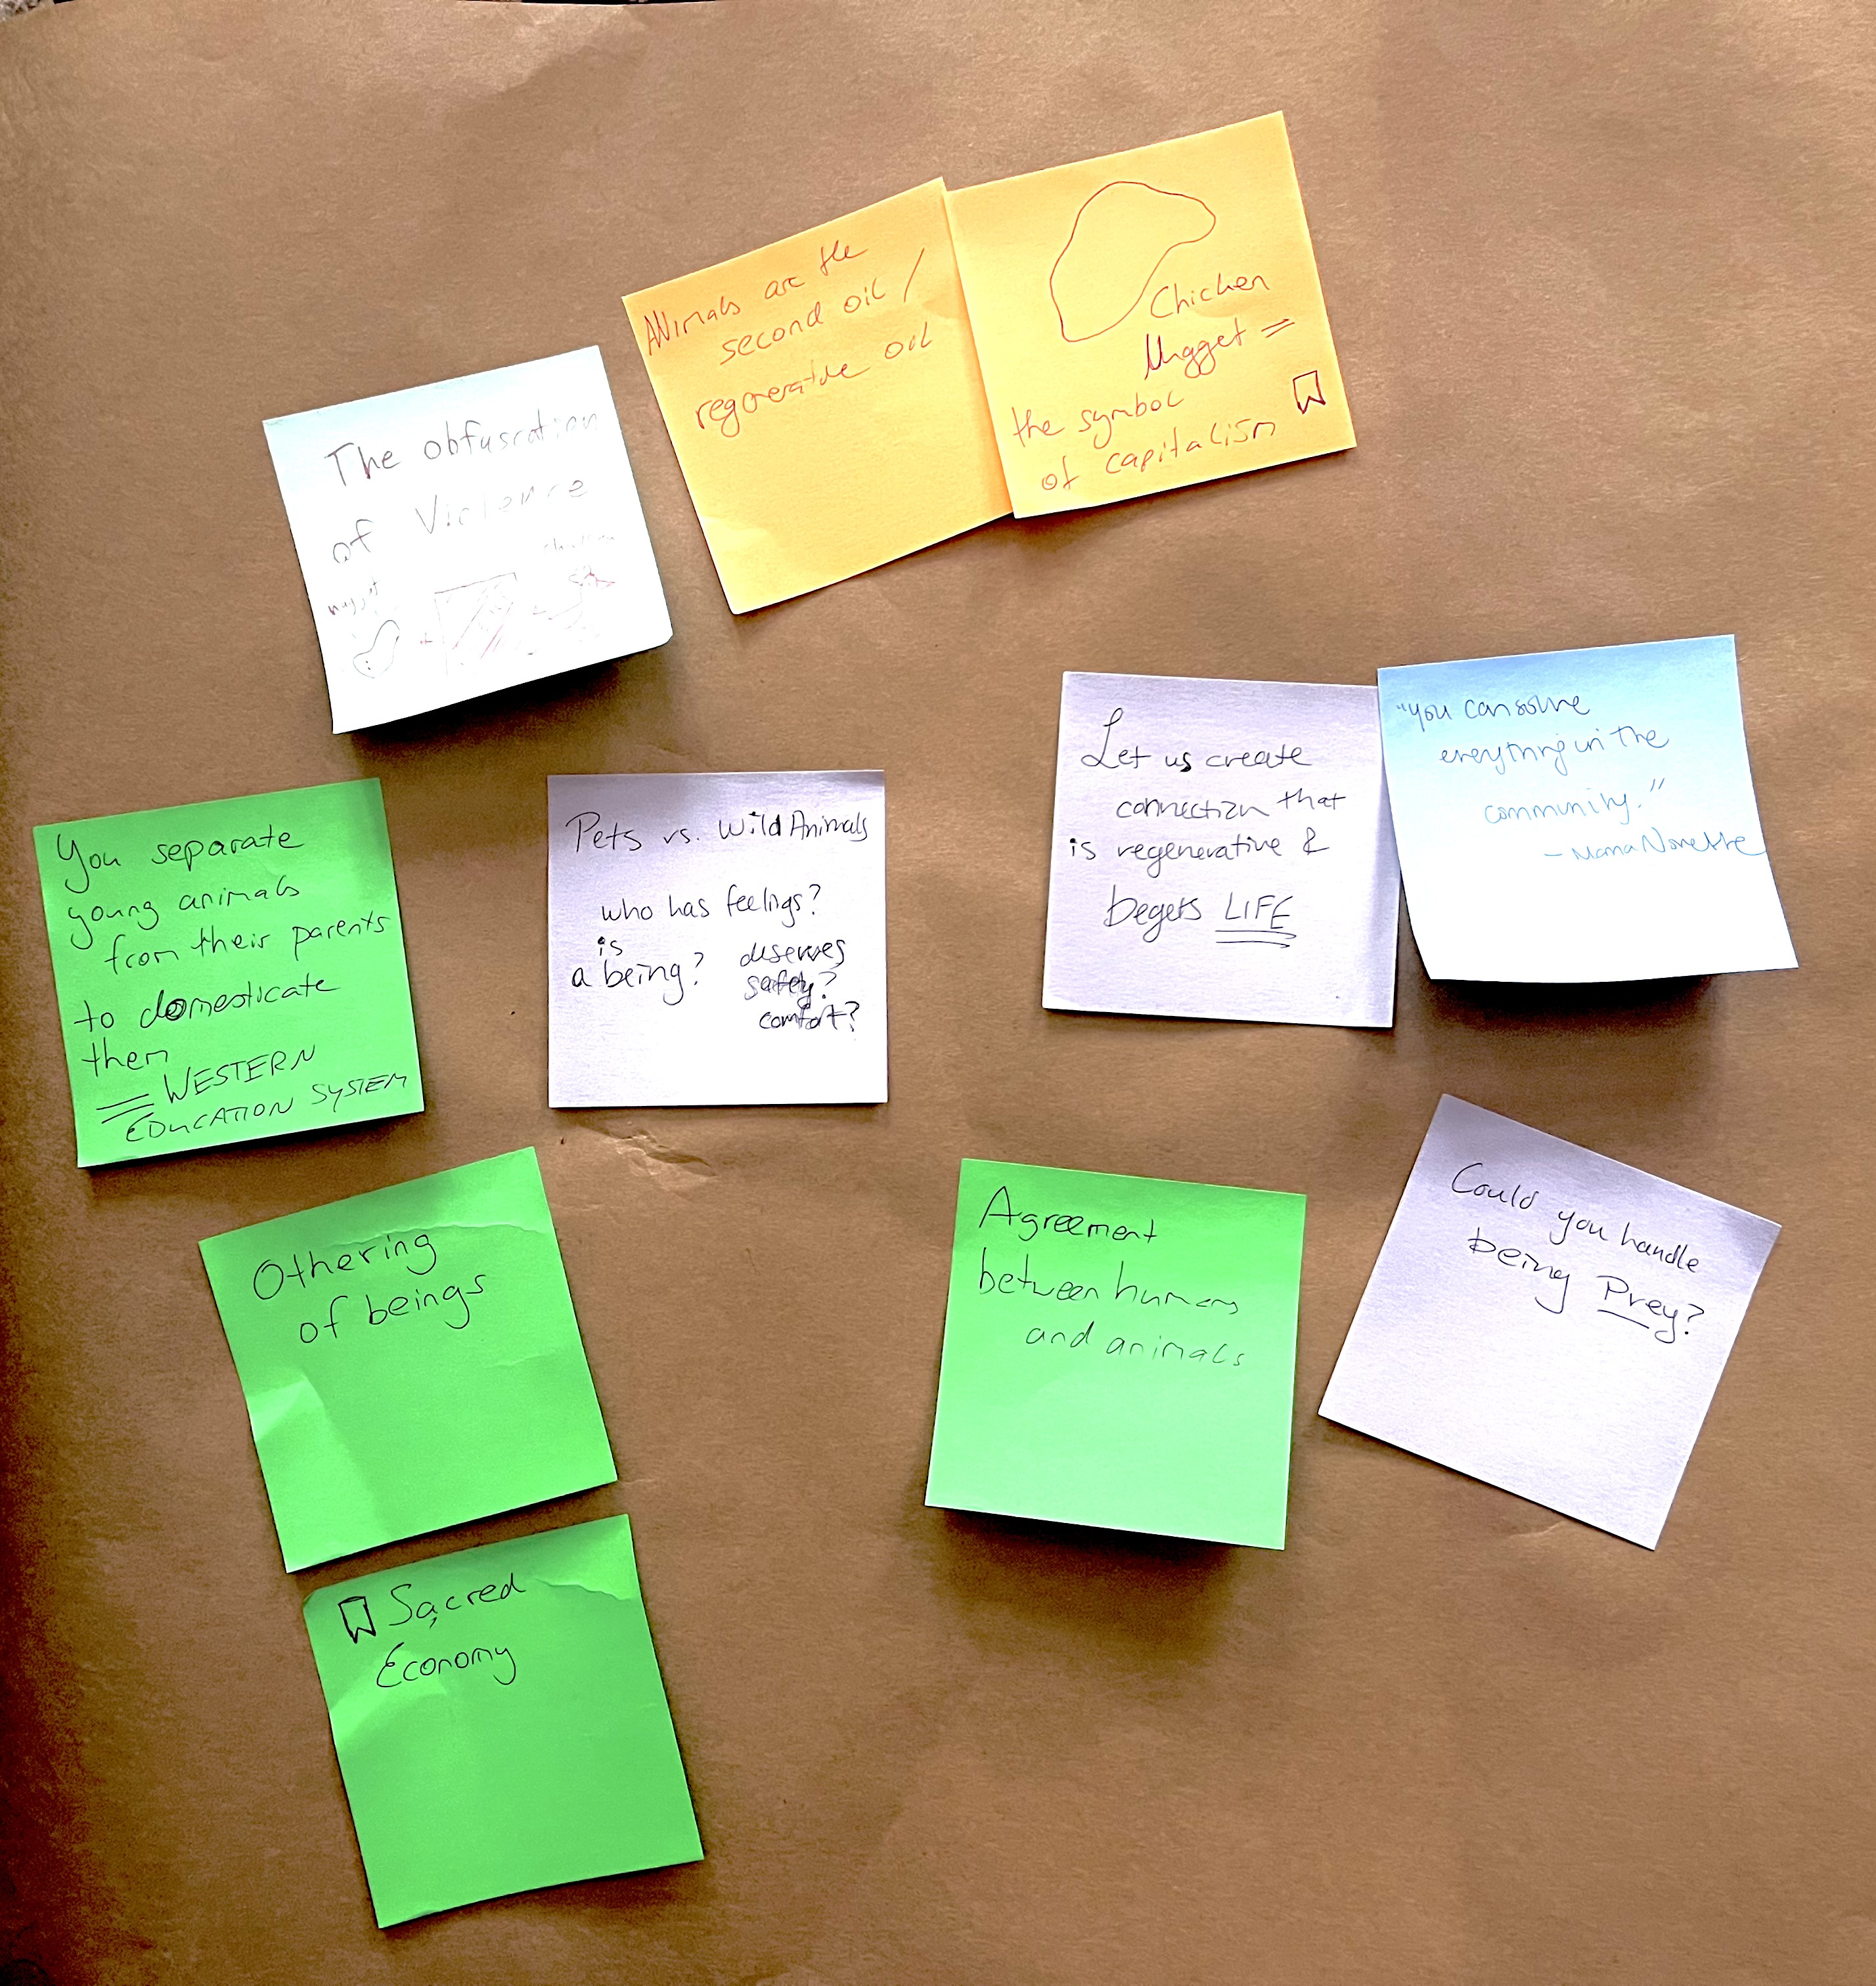 Animals are the
second oil /
regenerative oil
Chicken
Nugget =
the symbol
of capitalism
The obfuscation
of Violence
chicken
nugget
Let us create
connection that
is regenerative &
begets LIFE
"you can solve
everything in the
community."
- Mama
You separate
young animals
from their parents
to domesticate
them
= WESTERN
EDUCATION SYSTEM
Pets vs. Wild Animals
who has feelings?
is
a being?
deserves
safety?
comfort?
Othering
of beings
Agreement
between humans
and animals
Could you handle
being Prey?
Sacred
Economy